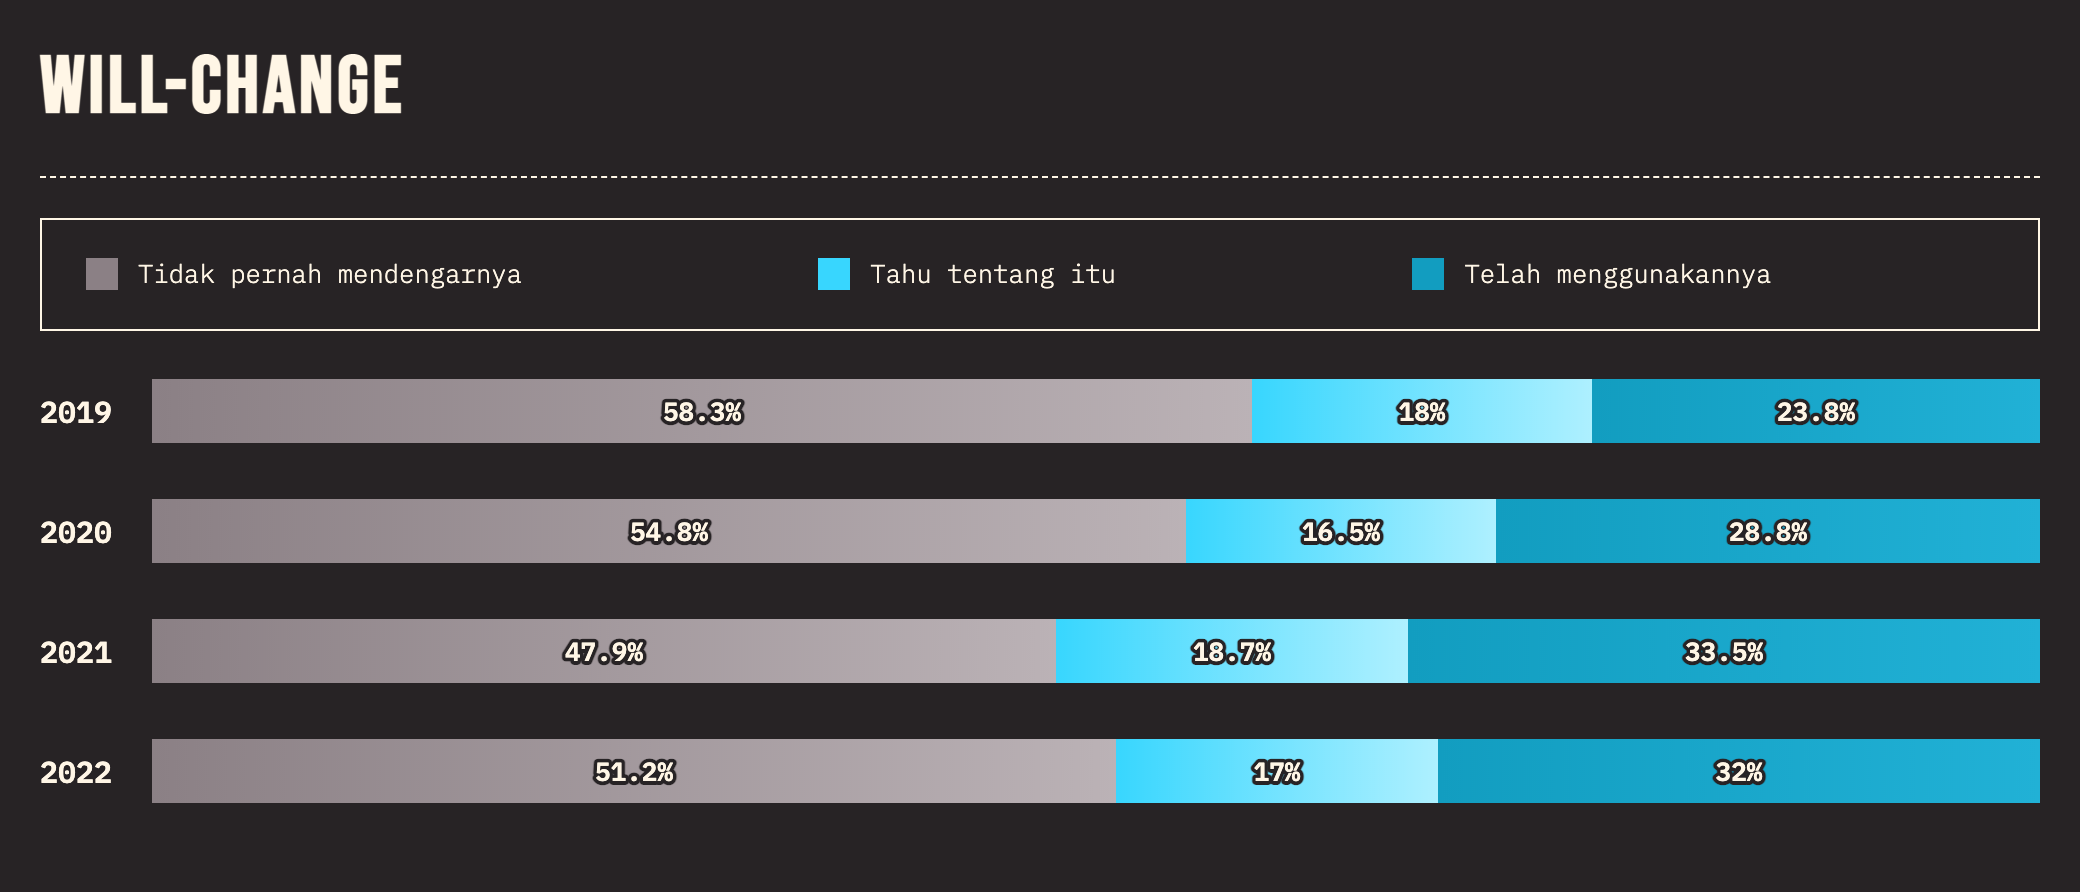 WILL-CHANGE
Tidak pernah mendengarnya Tahu tentang itu Telah menggunakannya
2019 58.3% 18% 23.8%
2020 54.8% 16.5% 28.8%
2021 47.9% 18.7% 33.5%
2022 51.2% 17% 32%